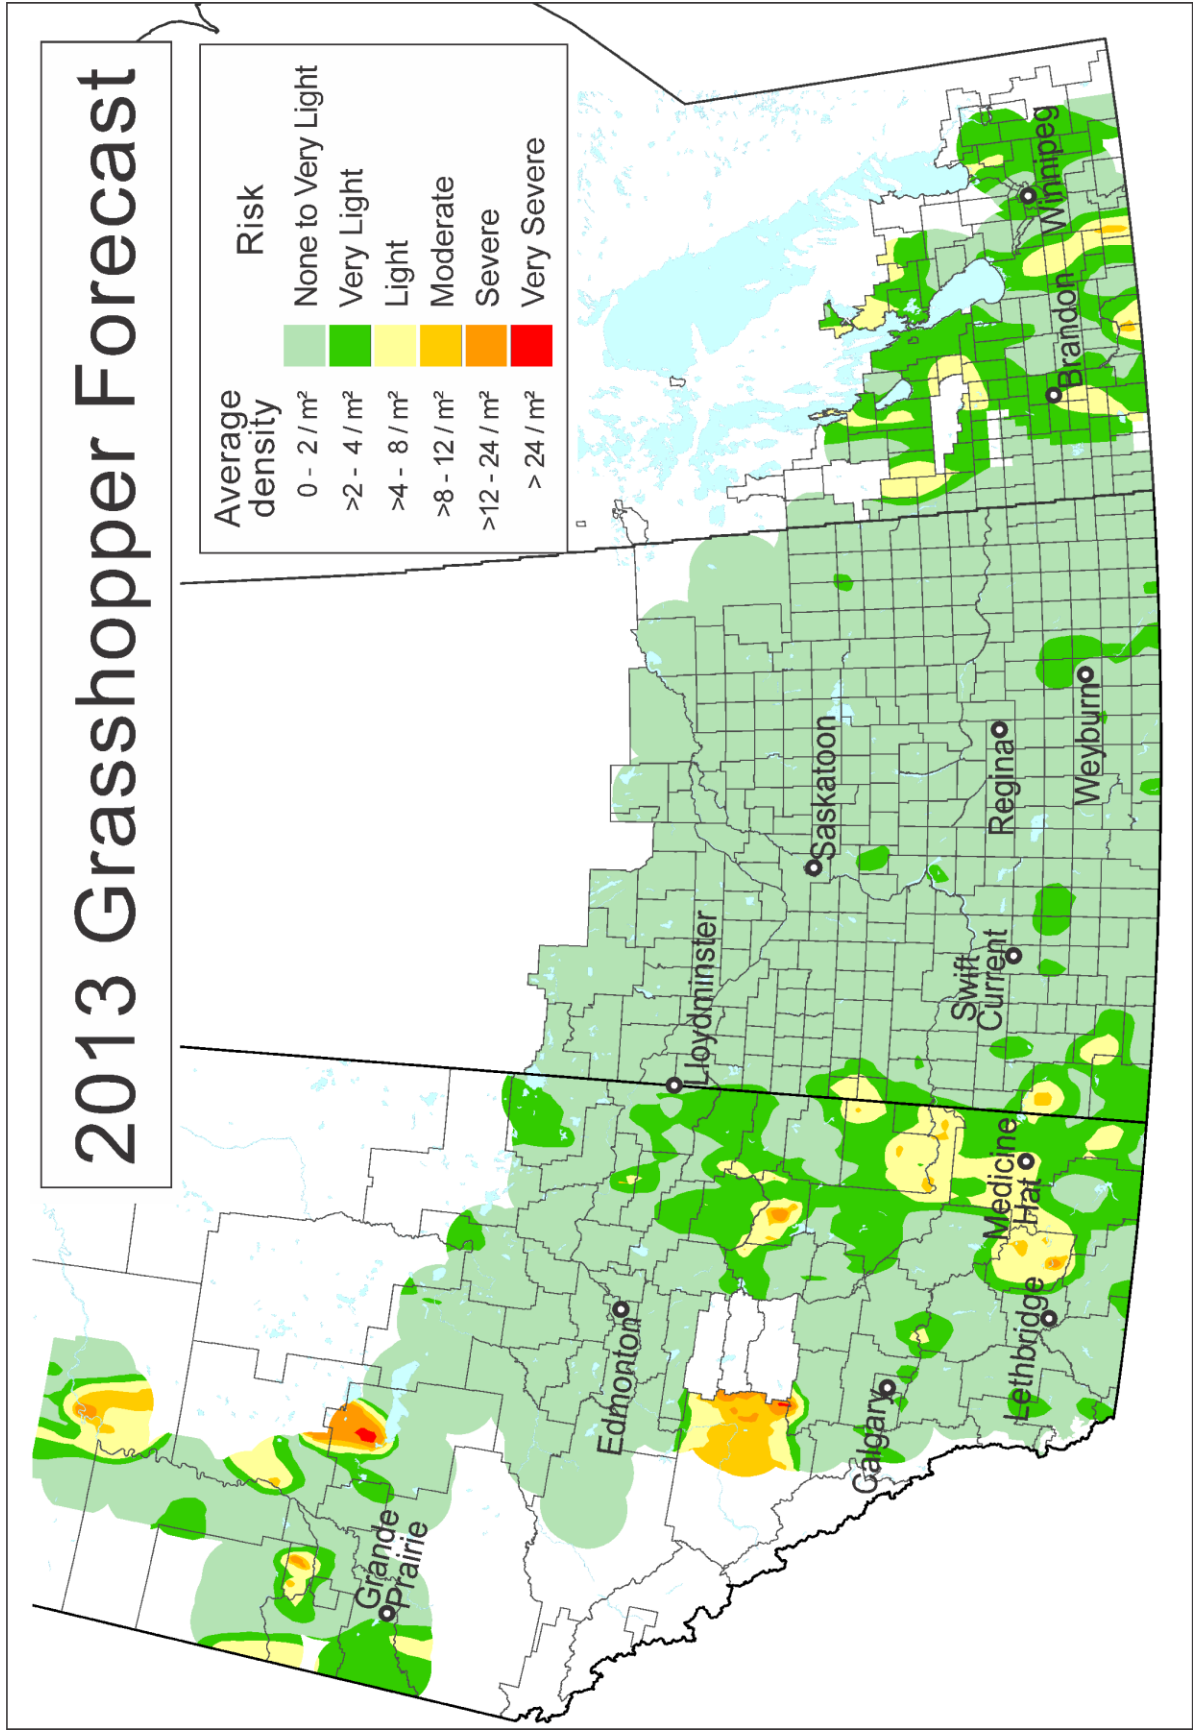 2013 Grasshopper Forecast
Average
density
Risk
0 - 2 / m² None to Very Light
>2 - 4 / m² Very Light
>4 - 8 / m² Light
>8 - 12 / m² Moderate
>12 - 24 / m² Severe
> 24 / m² Very Severe
Grande
Prairie
Edmonton
Lloydminster
Saskatoon
Calgary
Swift
Current
Regina
Medicine
Hat
Lethbridge
Weyburn
Brandon
Winnipeg